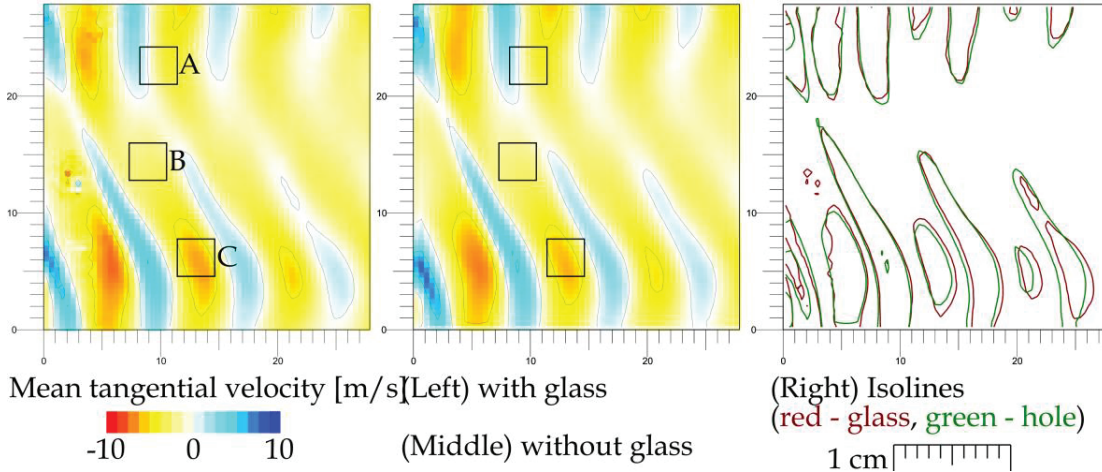 A
B
C
20
10
0
0
10
20
20
10
0
0
10
20
20
10
0
0
10
20
Mean tangential velocity [m/s]
-10
0
10
(Left) with glass
(Middle) without glass
(Right) Isolines
(red - glass, green - hole)
1 cm